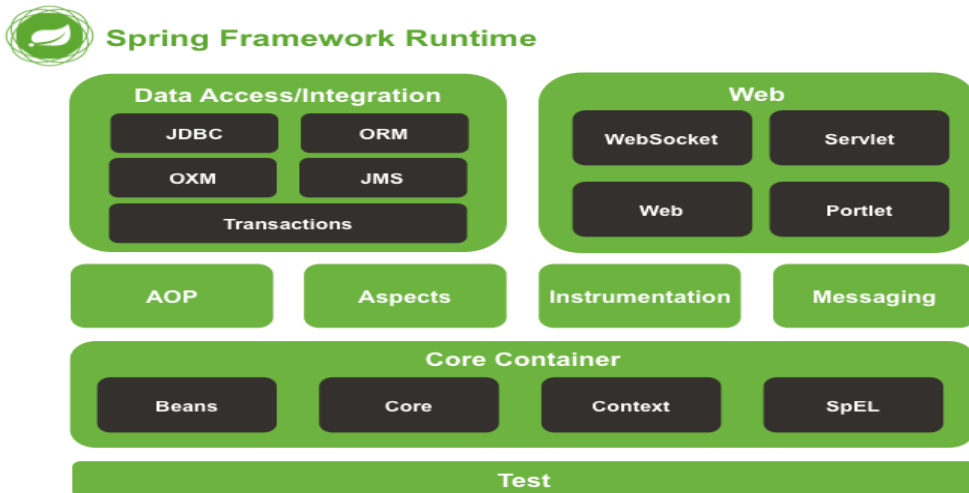 Spring Framework Runtime
Data Access/Integration
JDBC
ORM
OXM
JMS
Transactions
Web
WebSocket
Servlet
Web
Portlet
AOP
Aspects
Instrumentation
Messaging
Core Container
Beans
Core
Context
SpEL
Test